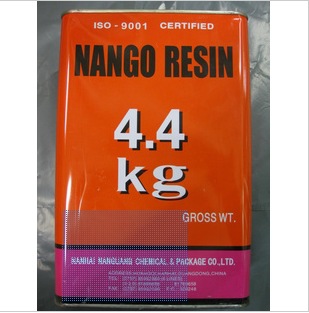 ISO - 9001 CERTIFIED
NANGO RESIN
4.4
kg
GROSS WT.
NANHAI NANGUANG CHEMICAL & PACKAGE CO.,LTD.